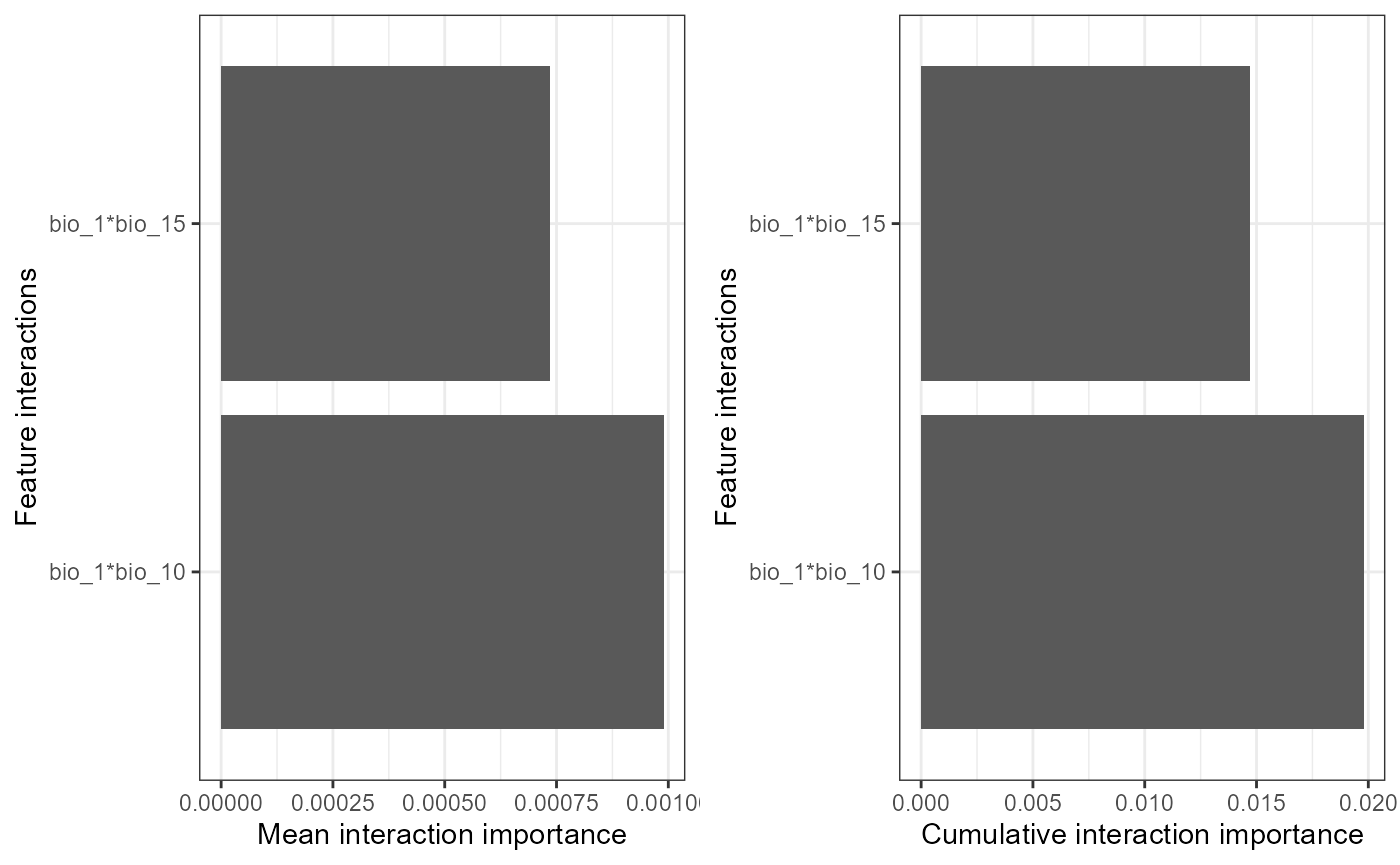 Feature interactions
bio_1*bio_15
bio_1*bio_10
0.00000 0.00025 0.00050 0.00075
Mean interaction importance
Feature interactions
bio_1*bio_15
bio_1*bio_10
0.000 0.005 0.010 0.015 0.020
Cumulative interaction importance